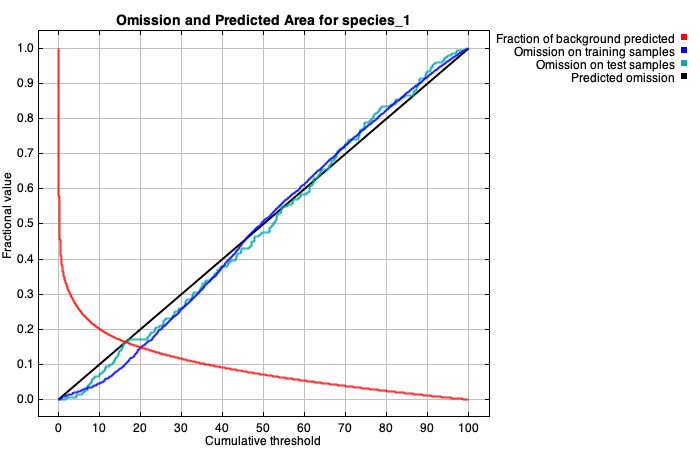 Omission and Predicted Area for species_1
Fraction of background predicted
Omission on training samples
Omission on test samples
Predicted omission
Fractional value
1.0
0.9
0.8
0.7
0.6
0.5
0.4
0.3
0.2
0.1
0.0
0 10 20 30 40 50 60 70 80 90 100
Cumulative threshold